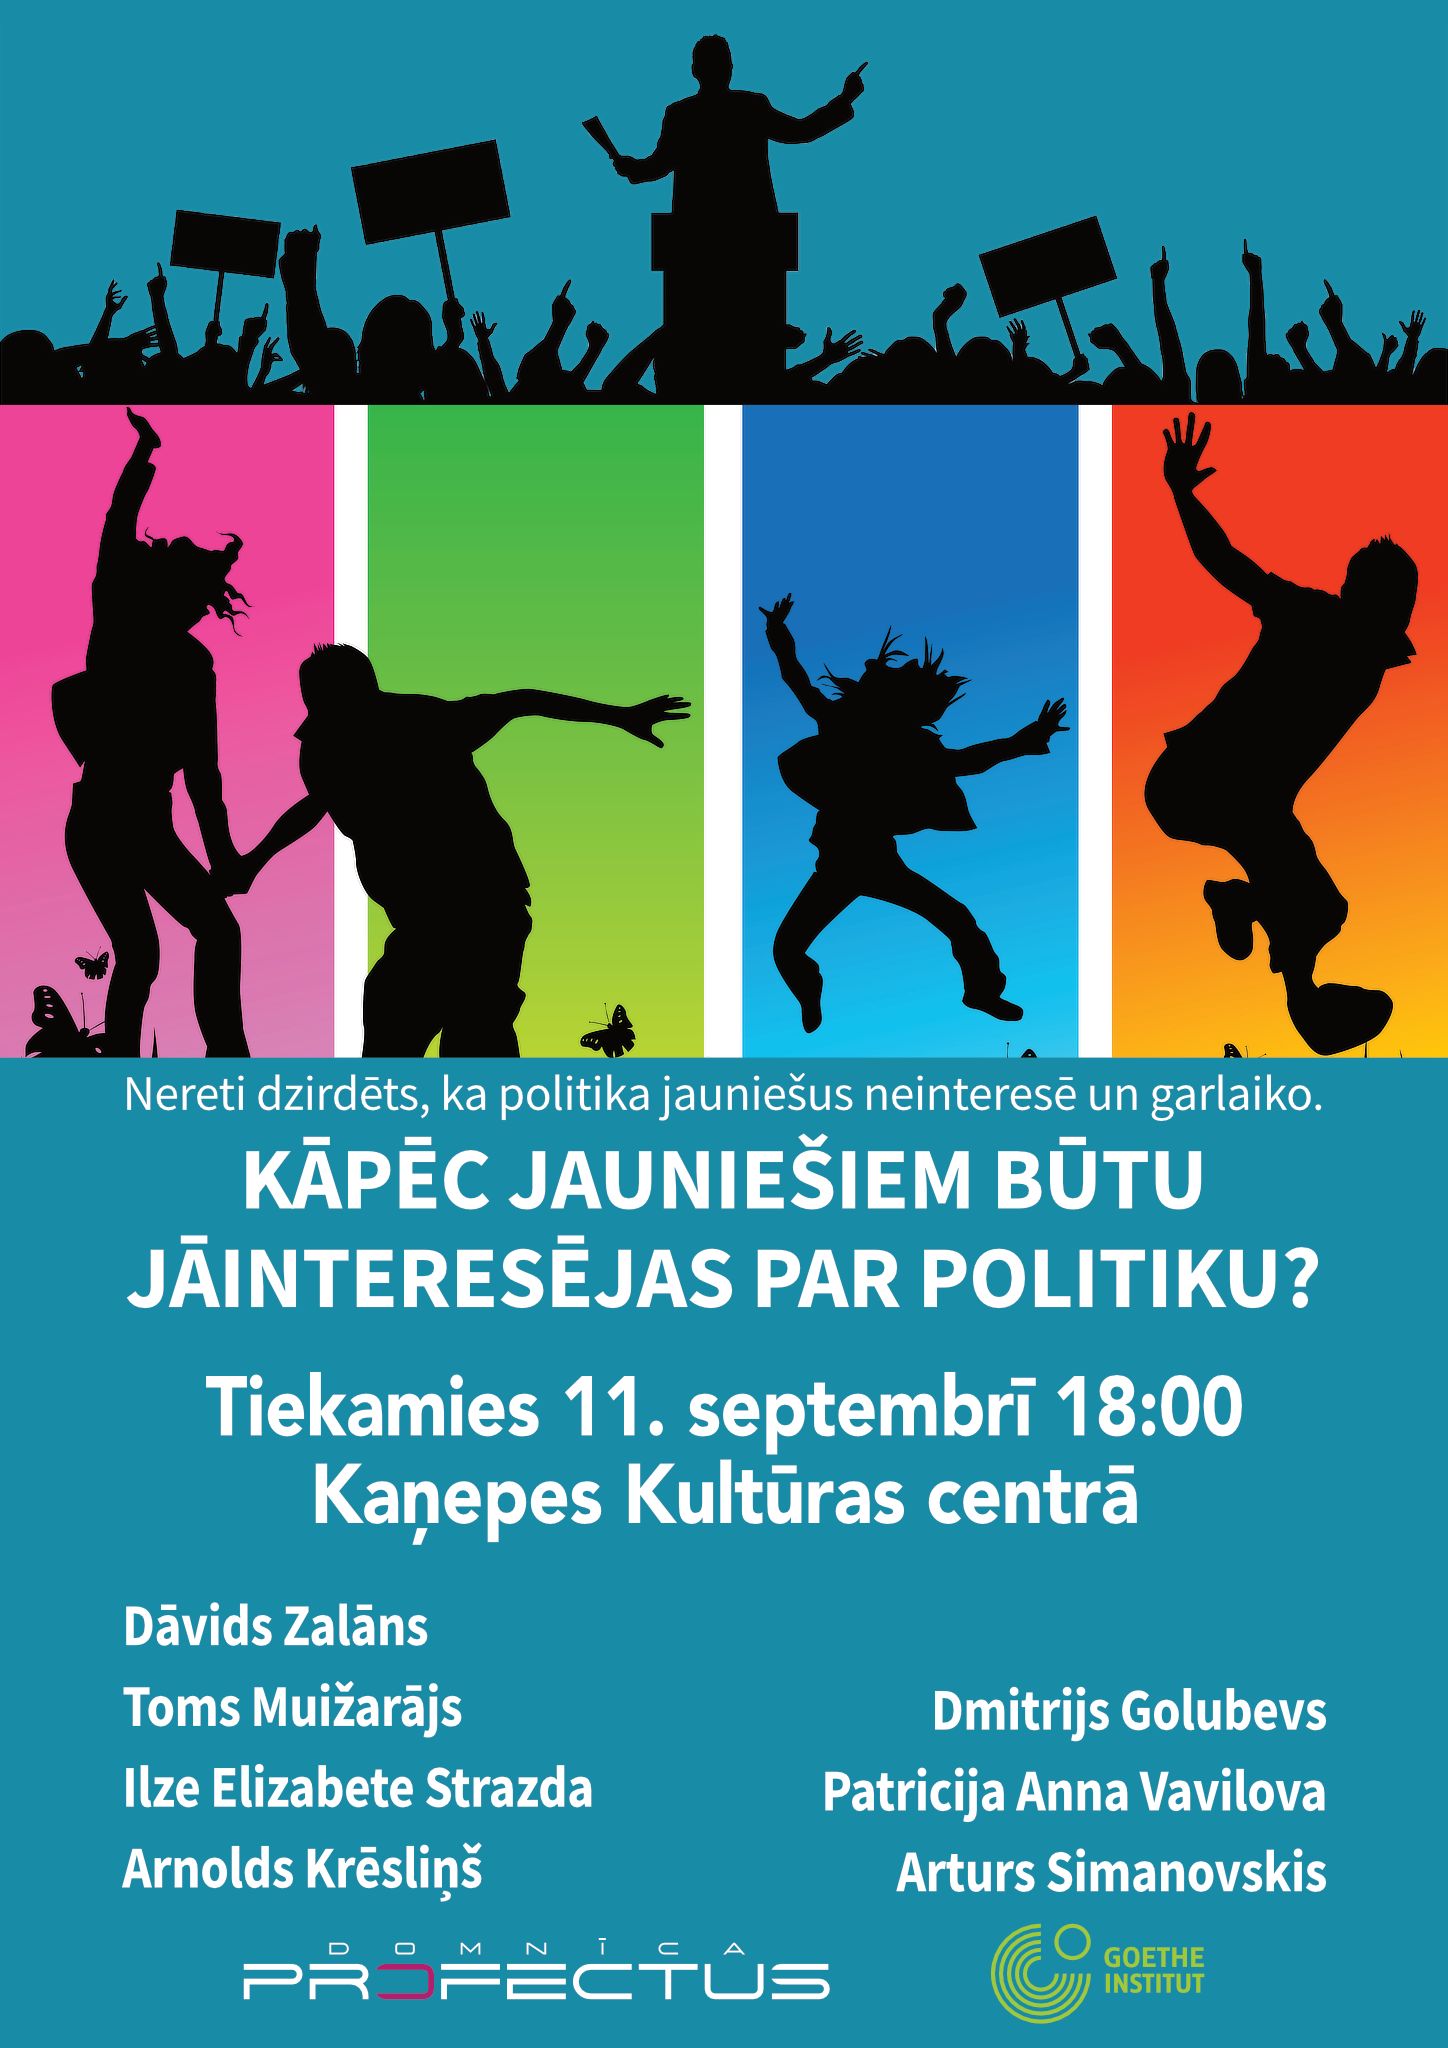 Nereti dzirdēts, ka politika jauniešus neinteresē un garlaiko.
KĀPĒC JAUNIEŠIEM BŪTU
JĀINTERESĒJAS PAR POLITIKU?
Tiekamies 11. septembrī 18:00
Kaņepes Kultūras centrā
Dāvids Zalāns
Toms Muižarājs
Ilze Elizabete Strazda
Arnolds Krēsliņš
Dmitrijs Golubevs
Patricija Anna Vavilova
Arturs Simanovskis
DOMNĪCA
PROFECTUS
GOETHE
INSTITUT